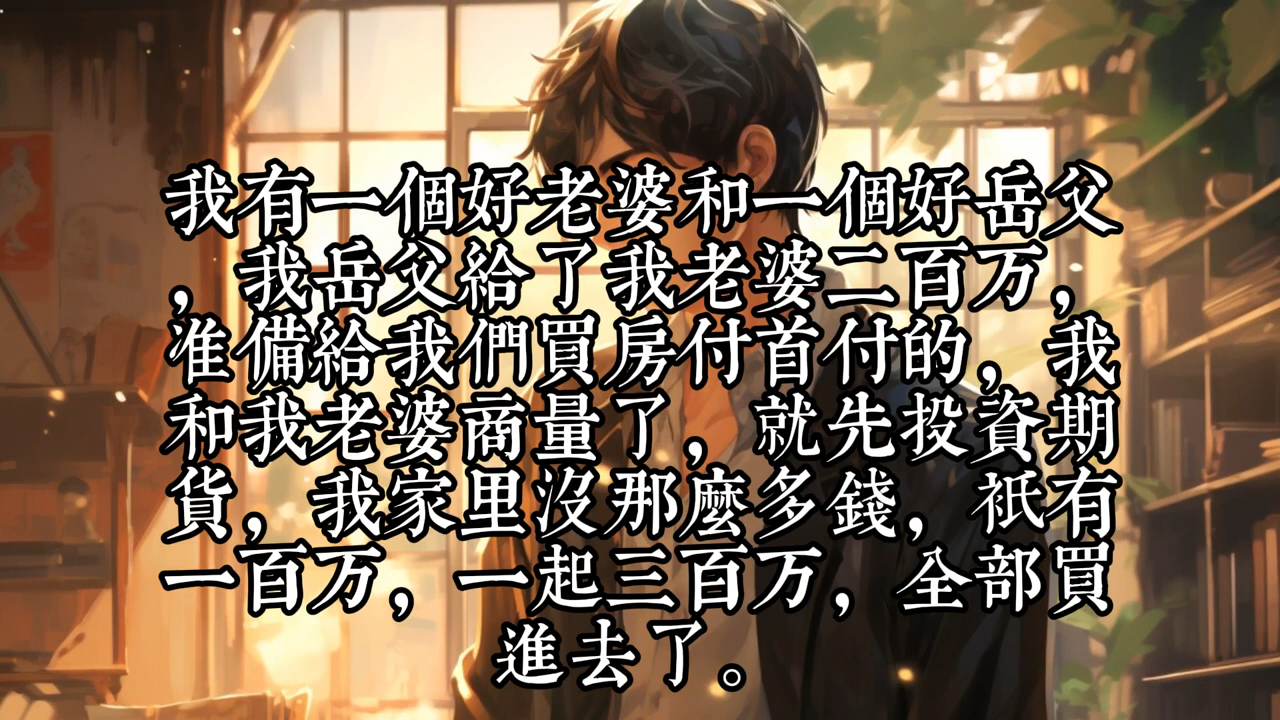 我有一個好老婆和一個好岳父
，我岳父給了我老婆二百万，
准備給我們買房付首付的，我
和我老婆商量了，就先投資期
貨，我家里沒那麼多錢，祇有
一百万，一起三百万，全部買
進去了。